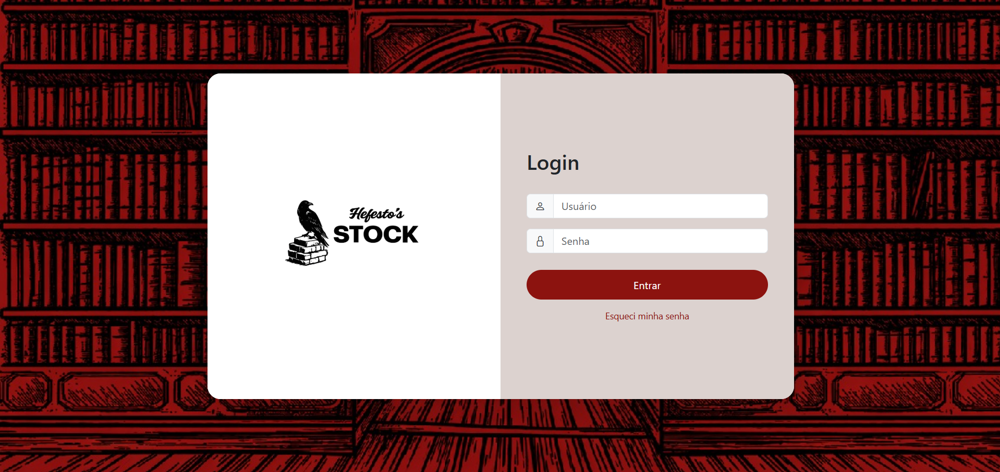 Hefesto's
STOCK
Login
Usuário
Senha
Entrar
Esqueci minha senha